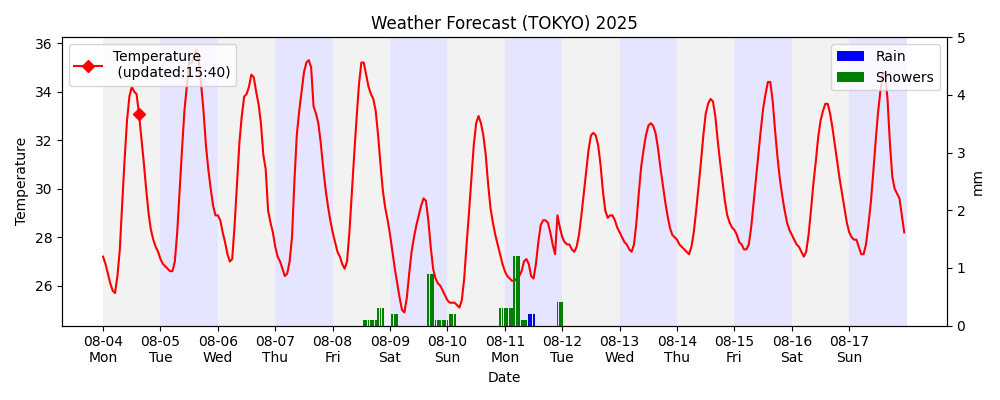 Weather Forecast (TOKYO) 2025
Temperature
(updated:15:40)
Rain
Showers
Temperature
36
34
32
30
28
26
5
4
3
2
1
0
mm
08-04 08-05 08-06 08-07 08-08 08-09 08-10 08-11 08-12 08-13 08-14 08-15 08-16 08-17
Mon Tue Wed Thu Fri Sat Sun Mon Tue Wed Thu Fri Sat Sun
Date